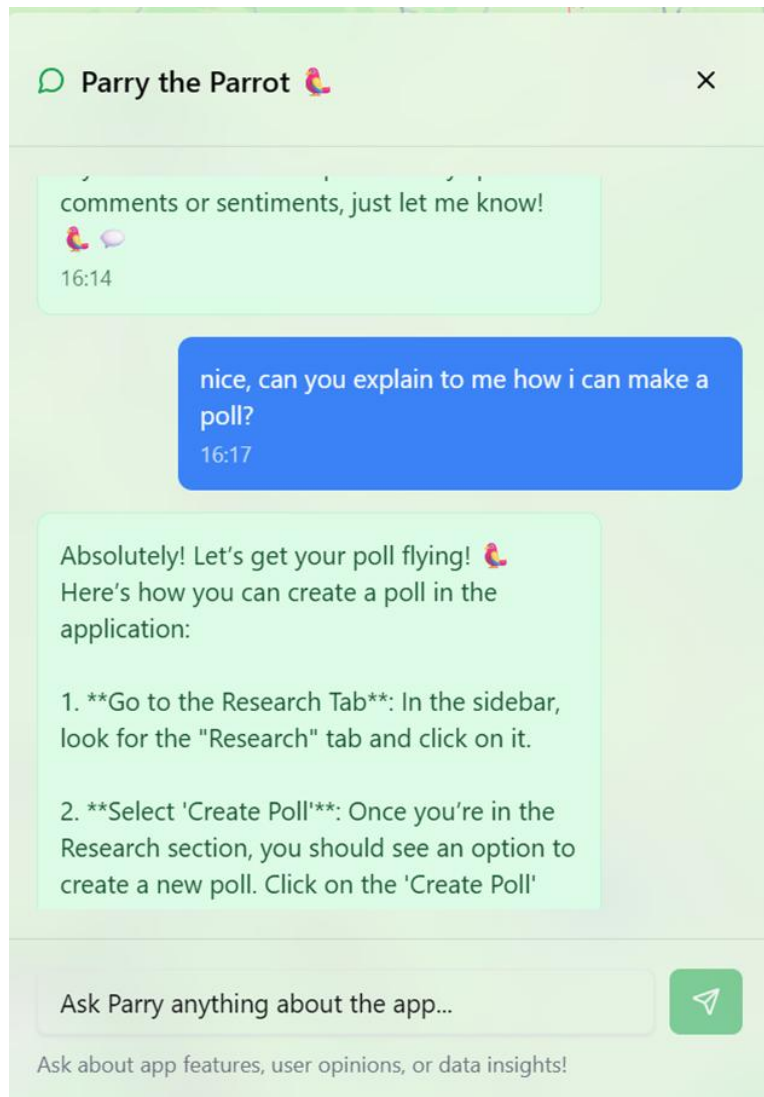 Parry the Parrot 🦜
comments or sentiments, just let me know!
🦜 💬
16:14
nice, can you explain to me how i can make a
poll?
16:17
Absolutely! Let’s get your poll flying! 🦜
Here’s how you can create a poll in the
application:
1. **Go to the Research Tab**: In the sidebar,
look for the "Research" tab and click on it.
2. **Select 'Create Poll'**: Once you’re in the
Research section, you should see an option to
create a new poll. Click on the 'Create Poll'
Ask Parry anything about the app...
Ask about app features, user opinions, or data insights!